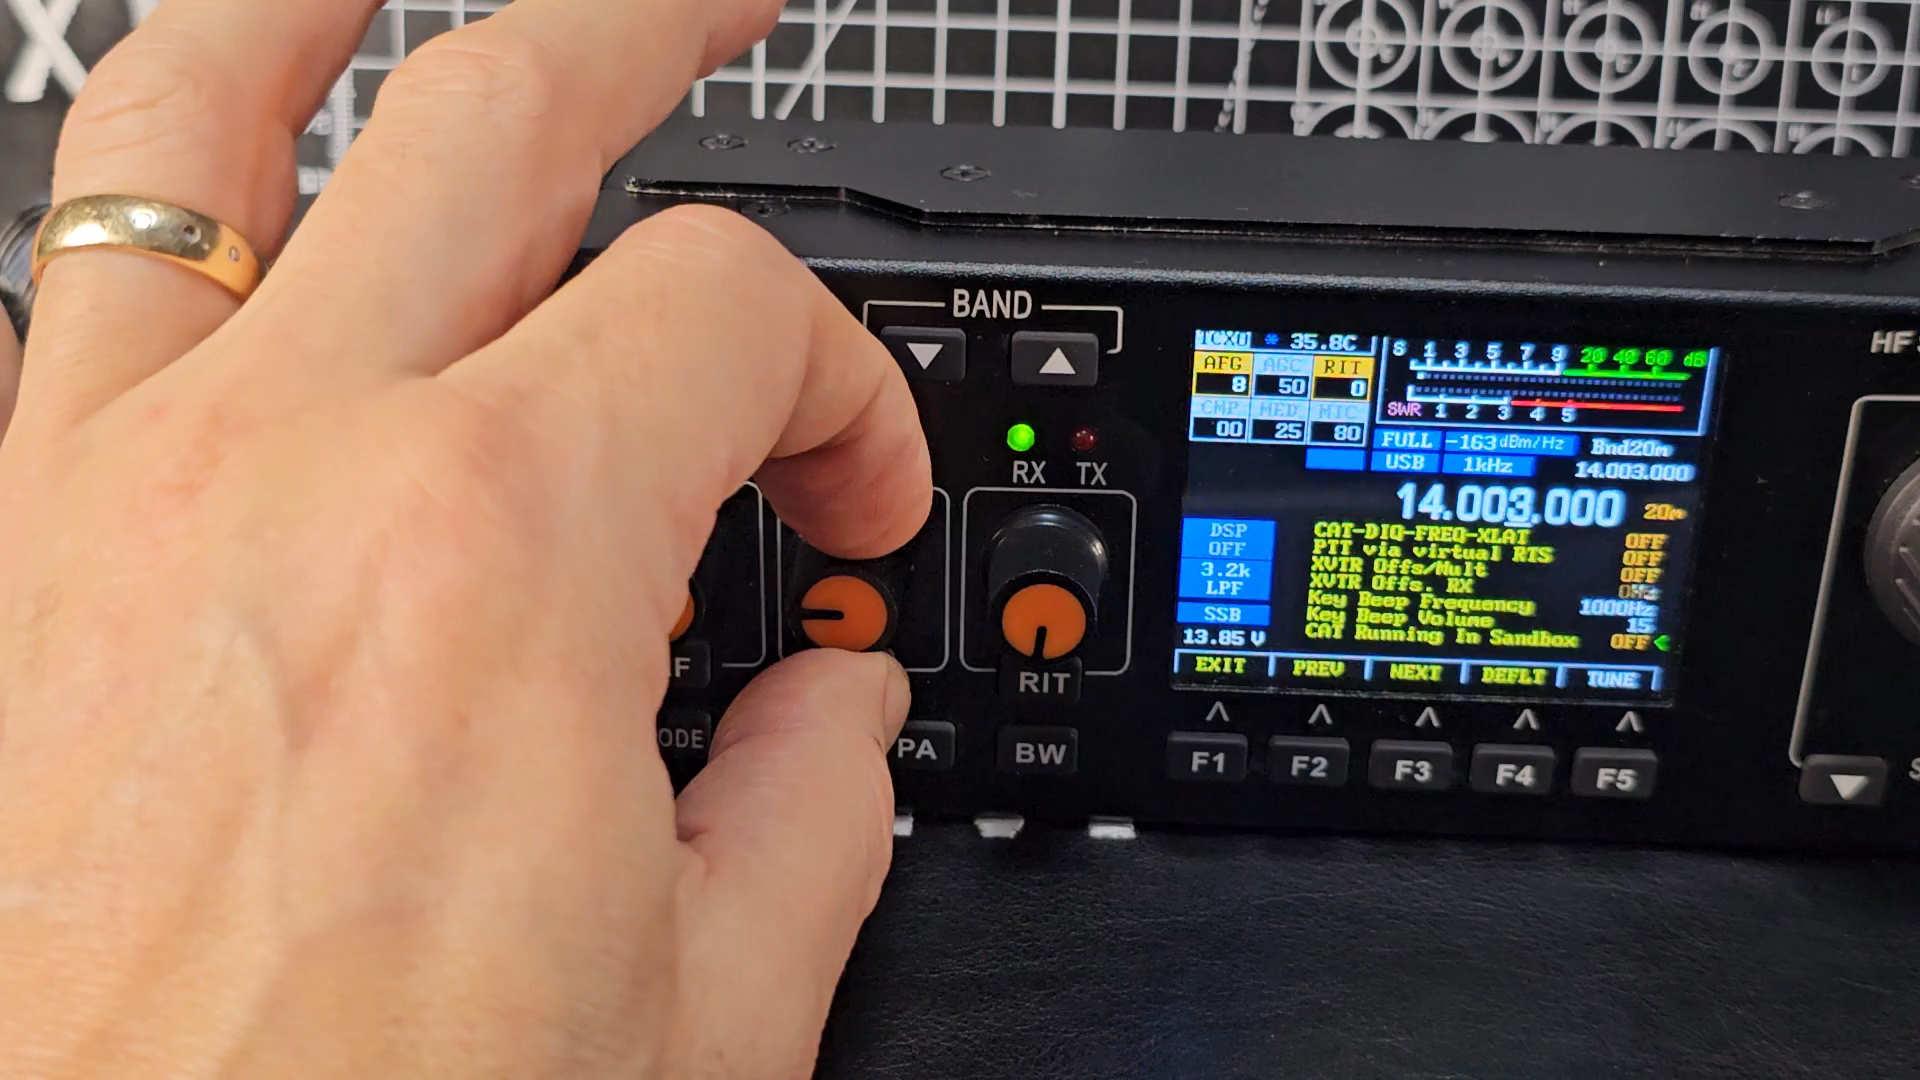 BAND
RX TX
RIT
ODE
PA
BW
HF
TCXO * 35.8C
AFG AGC RIT
8 50 0
CMP MED MIC
00 25 80
S 1 3 5 7 9 20 40 60 dB
SWR 1 2 3 4 5
FULL -163dBm/Hz Bnd20m
USB 1kHz 14.003.000
14.003.000 20m
DSP
OFF
3.2k
LPF
SSB
13.85 V
CAT-DIQ-FREQ-XLAT OFF
PTT via virtual RTS OFF
XVTR Offs/Mult OFF
XVTR Offs. RX 0Hz
Key Beep Frequency 1000Hz
Key Beep Volume 15
CAT Running In Sandbox OFF <
EXIT PREV NEXT DEFLT TUNE
F1 F2 F3 F4 F5